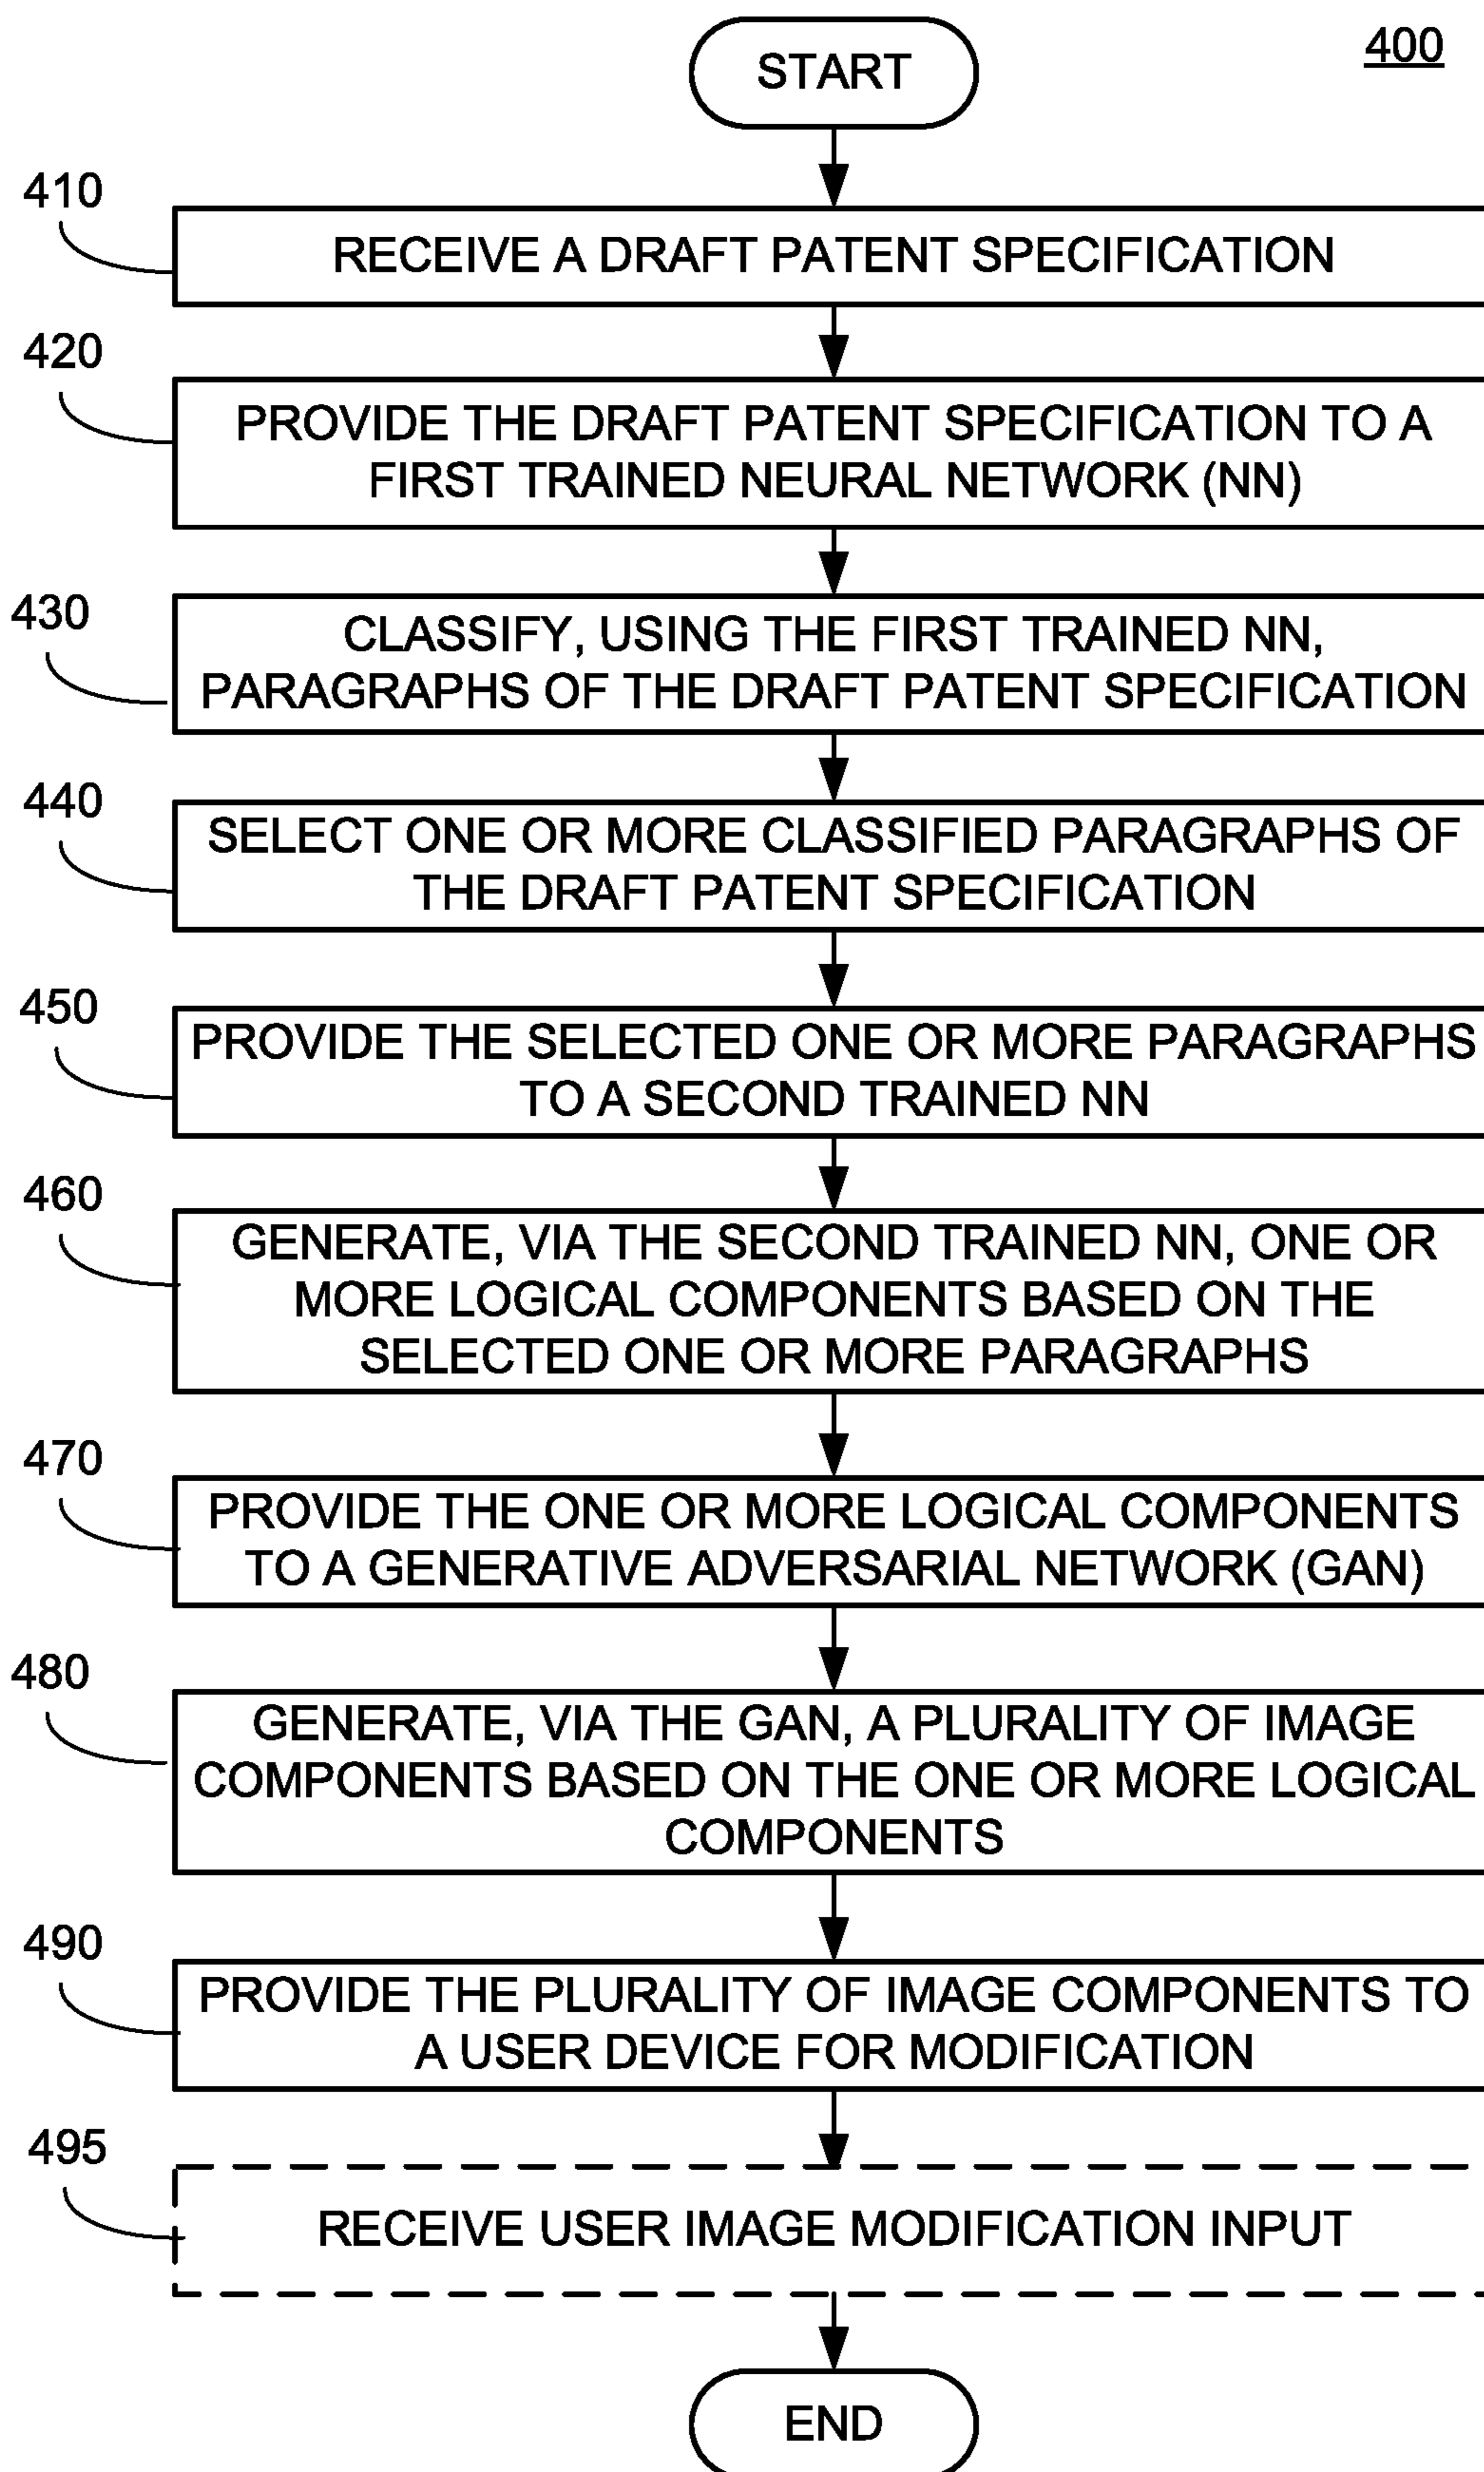 START
400
410
RECEIVE A DRAFT PATENT SPECIFICATION
420
PROVIDE THE DRAFT PATENT SPECIFICATION TO A
FIRST TRAINED NEURAL NETWORK (NN)
430
CLASSIFY, USING THE FIRST TRAINED NN,
PARAGRAPHS OF THE DRAFT PATENT SPECIFICATION
440
SELECT ONE OR MORE CLASSIFIED PARAGRAPHS OF
THE DRAFT PATENT SPECIFICATION
450
PROVIDE THE SELECTED ONE OR MORE PARAGRAPHS
TO A SECOND TRAINED NN
460
GENERATE, VIA THE SECOND TRAINED NN, ONE OR
MORE LOGICAL COMPONENTS BASED ON THE
SELECTED ONE OR MORE PARAGRAPHS
470
PROVIDE THE ONE OR MORE LOGICAL COMPONENTS
TO A GENERATIVE ADVERSARIAL NETWORK (GAN)
480
GENERATE, VIA THE GAN, A PLURALITY OF IMAGE
COMPONENTS BASED ON THE ONE OR MORE LOGICAL
COMPONENTS
490
PROVIDE THE PLURALITY OF IMAGE COMPONENTS TO
A USER DEVICE FOR MODIFICATION
495
RECEIVE USER IMAGE MODIFICATION INPUT
END